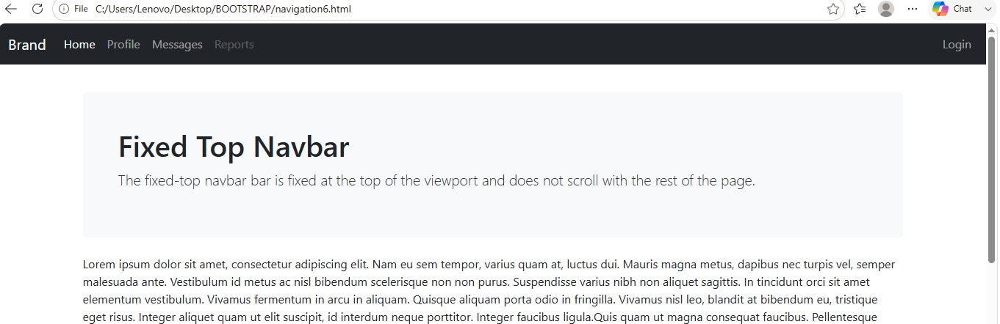 File C:/Users/Lenovo/Desktop/BOOTSTRAP/navigation6.html Chat
Brand Home Profile Messages Reports Login
Fixed Top Navbar
The fixed-top navbar bar is fixed at the top of the viewport and does not scroll with the rest of the page.
Lorem ipsum dolor sit amet, consectetur adipiscing elit. Nam eu sem tempor, varius quam at, luctus dui. Mauris magna metus, dapibus nec turpis vel, semper
malesuada ante. Vestibulum id metus ac nisl bibendum scelerisque non non purus. Suspendisse varius nibh non aliquet sagittis. In tincidunt orci sit amet
elementum vestibulum. Vivamus fermentum in arcu in aliquam. Quisque aliquam porta odio in fringilla. Vivamus nisl leo, blandit at bibendum eu, tristique
eget risus. Integer aliquet quam ut elit suscipit, id interdum neque porttitor. Integer faucibus ligula.Quis quam ut magna consequat faucibus. Pellentesque